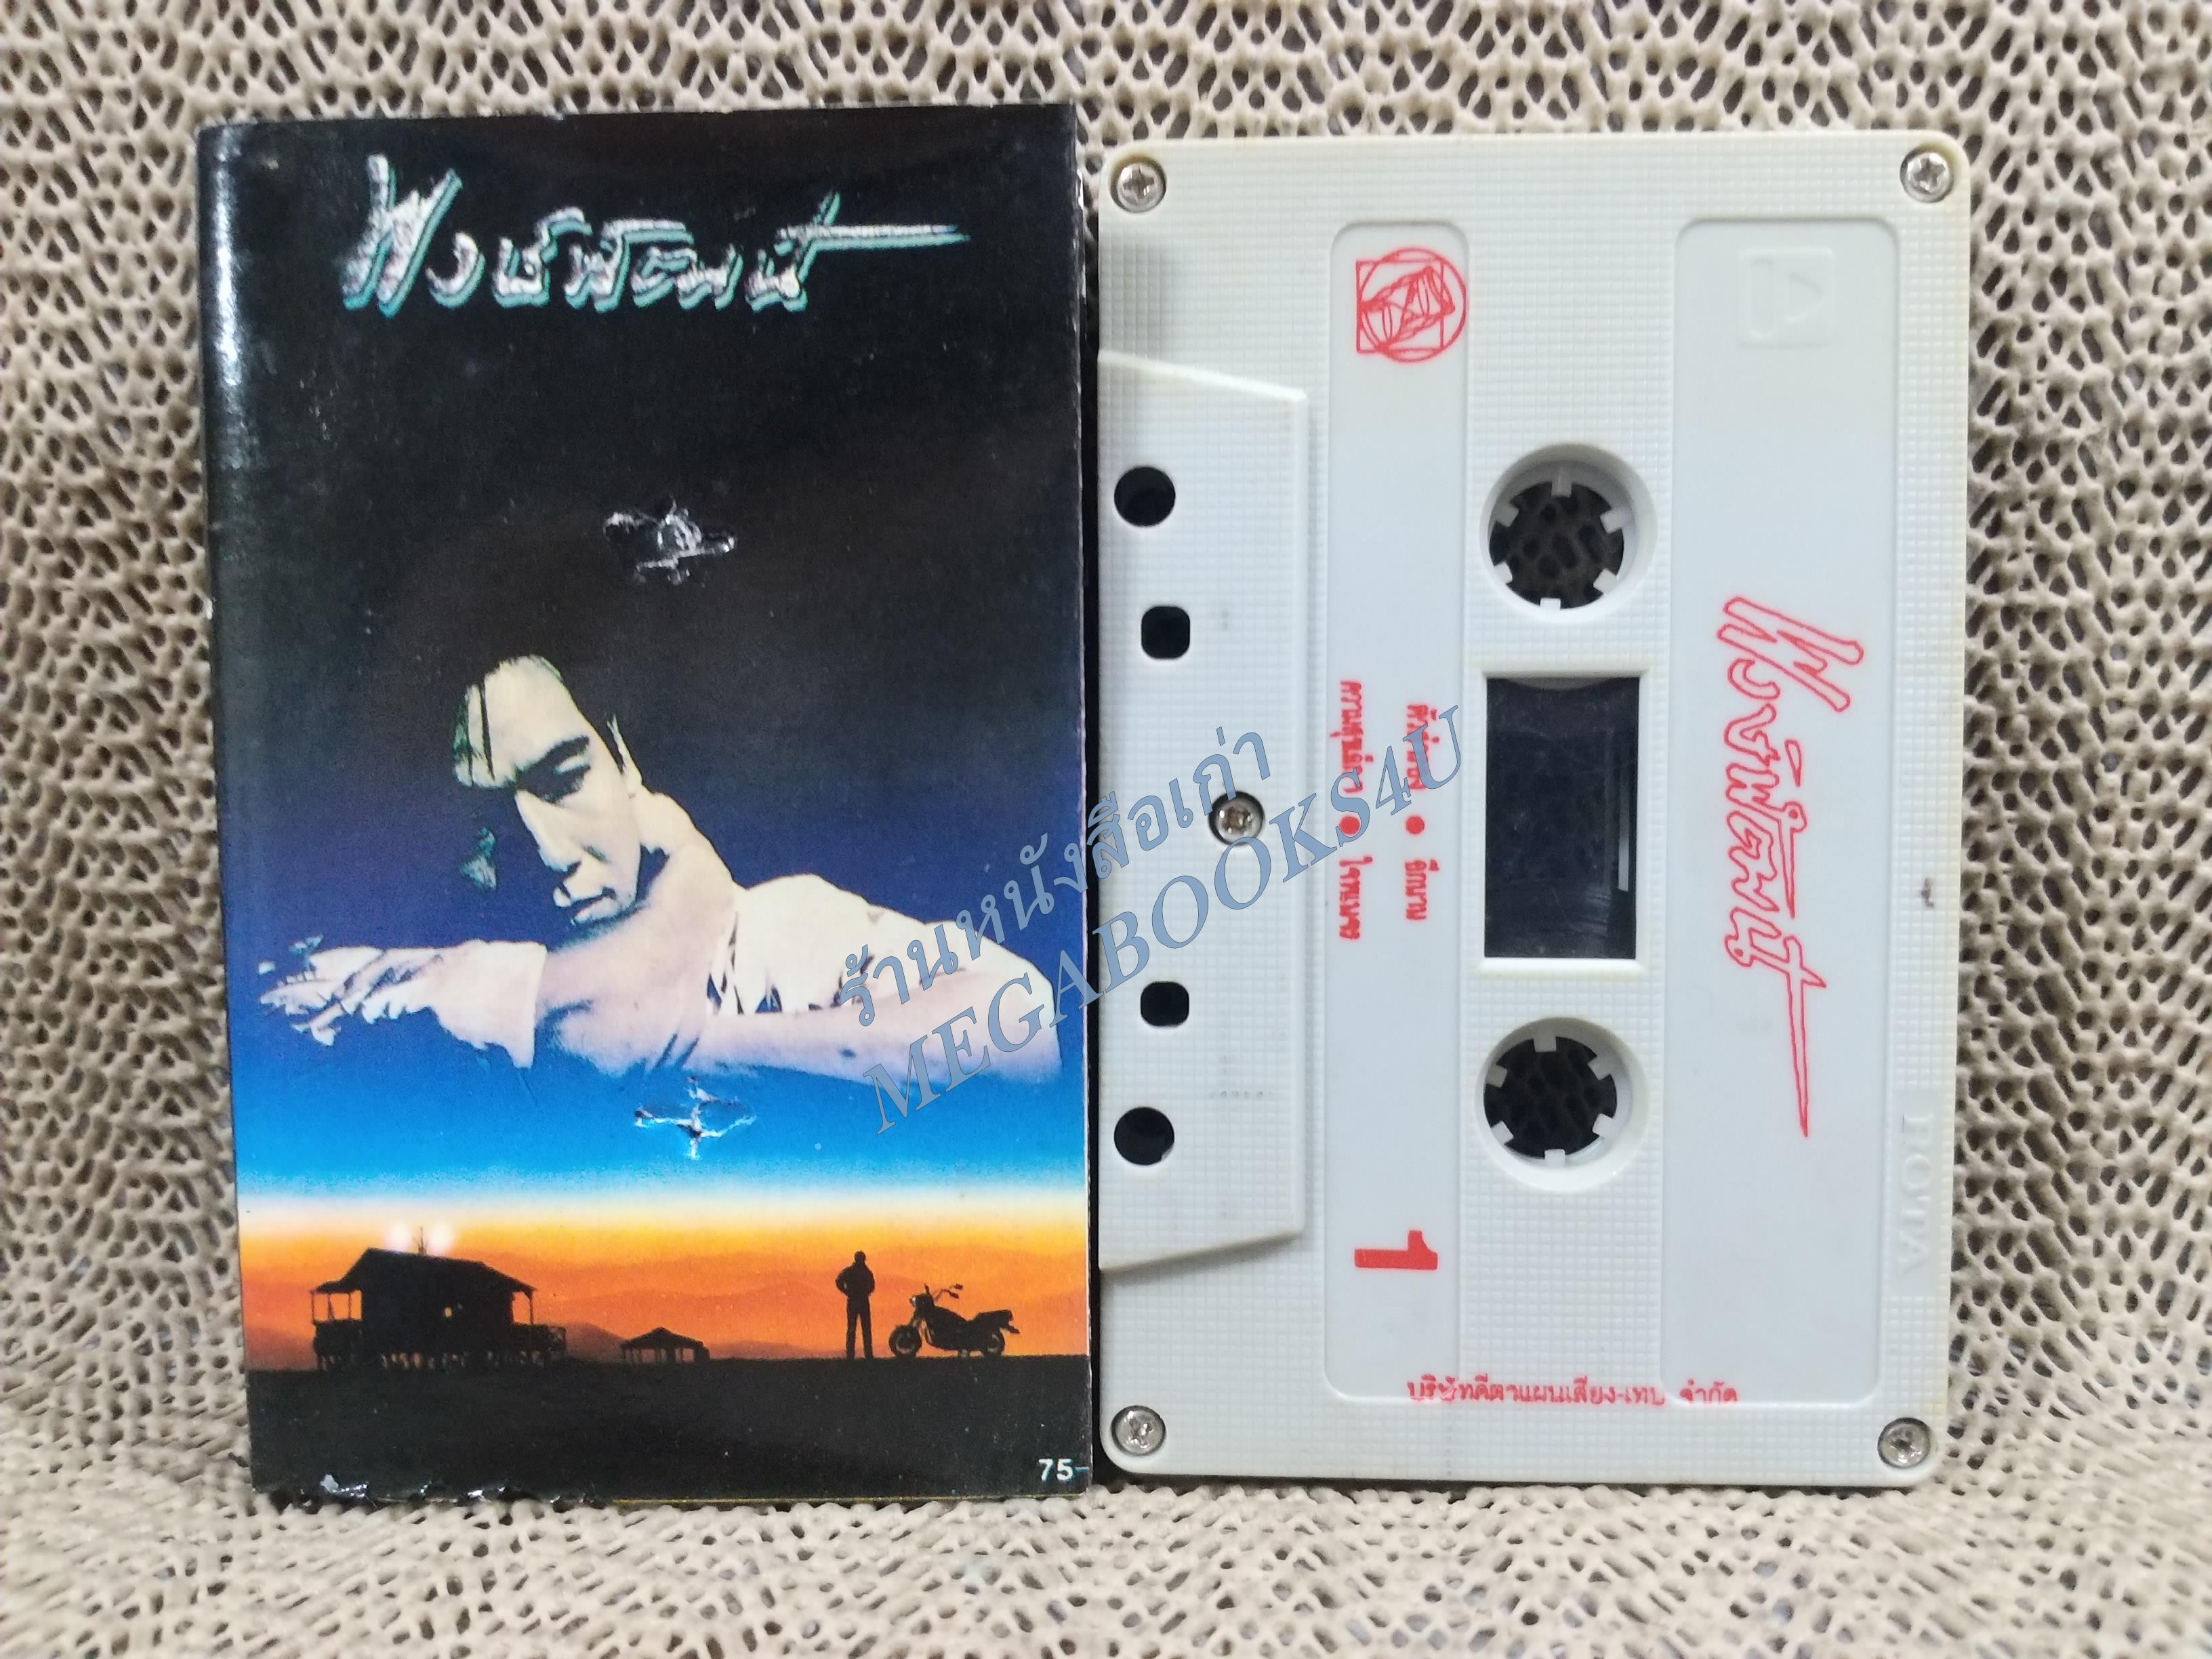 พงษ์พัฒน์
75-
พงษ์พัฒน์
ROTA
1
บริษัทคีตาแผ่นเสียง-เทป จำกัด
ร้านหนังสือเก่า
MEGABOOKS4U